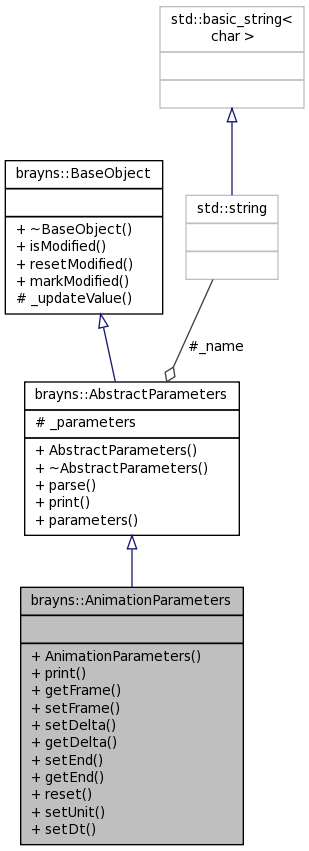 std::basic_string<
char >
brayns::BaseObject
+ ~BaseObject()
+ isModified()
+ resetModified()
+ markModified()
# _updateValue()
std::string
#_name
brayns::AbstractParameters
# _parameters
+ AbstractParameters()
+ ~AbstractParameters()
+ parse()
+ print()
+ parameters()
brayns::AnimationParameters
+ AnimationParameters()
+ print()
+ getFrame()
+ setFrame()
+ setDelta()
+ getDelta()
+ setEnd()
+ getEnd()
+ reset()
+ setUnit()
+ setDt()